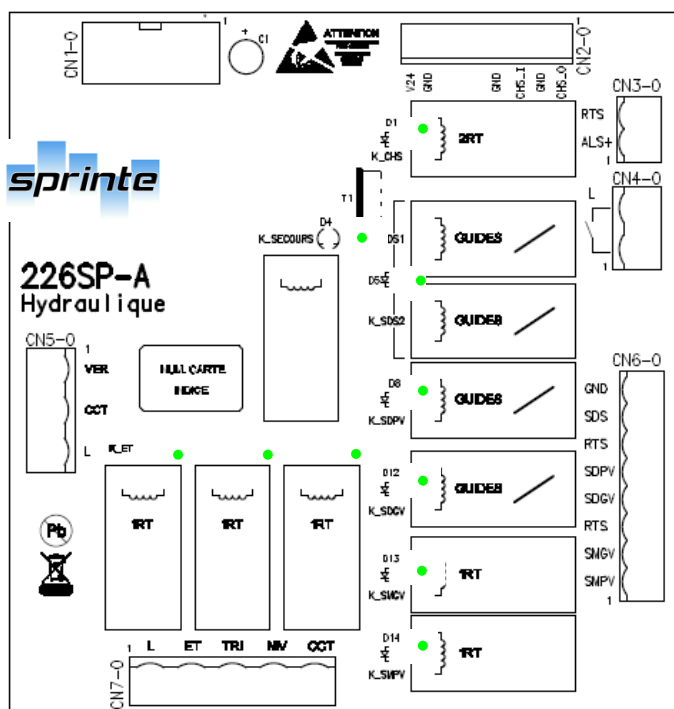 CN1-0
1
+
C1
ATTENTION
1
CN2-0
V24
GND
GND
CHS_I
GND
CHS_O
CN3-0
RTS
ALS+
1
D1
K_CHS
2RT
sprinte
T1
CN4-0
L
1
D4
K_SECOURS
DS1
GUIDES
226SP-A
Hydraulique
K_SDS2
GUIDES
CN5-0
1
VER
CCT
L
NUM. CARTE
INDICE
D8
K_SDPV
GUIDES
CN6-0
GND
SDS
RTS
SDPV
SDGV
RTS
SMGV
SMPV
1
K_ET
1RT
1RT
1RT
D12
K_SDGV
GUIDES
Pb
D13
K_SMGV
1RT
D14
K_SMPV
1RT
1
L
ET
TRI
NIV
CCT
CN7-0